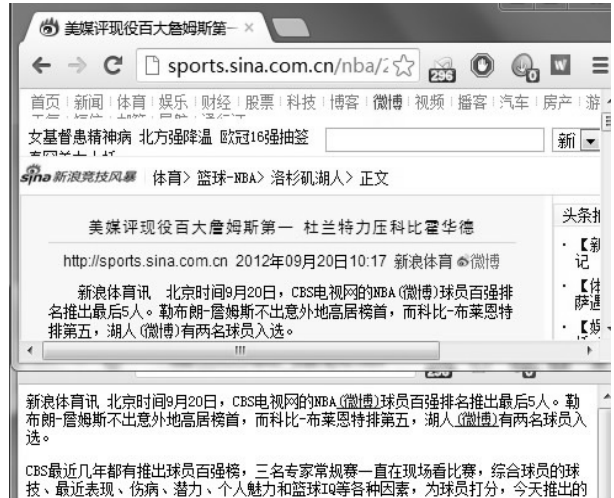 美媒评现役百大詹姆斯第一
sports.sina.com.cn/nba/2
296
0
W
首页 新闻 体育 娱乐 财经 股票 科技 博客 微博 视频 播客 汽车 房产 游
女基督患精神病 北方强降温 欧冠16强抽签
新
sina 新浪竞技风暴 体育> 篮球-NBA> 洛杉矶湖人> 正文
美媒评现役百大詹姆斯第一 杜兰特力压科比霍华德
头条推
http://sports.sina.com.cn 2012年09月20日10:17 新浪体育 微博
·【新
记
新浪体育讯 北京时间9月20日，CBS电视网的NBA(微博)球员百强排
名推出最后5人。勒布朗-詹姆斯不出意外地高居榜首，而科比-布莱恩特
排第五，湖人(微博)有两名球员入选。
·【体
萨遇
·【娱
新浪体育讯 北京时间9月20日，CBS电视网的NBA(微博)球员百强排名推出最后5人。勒
布朗-詹姆斯不出意外地高居榜首，而科比-布莱恩特排第五，湖人(微博)有两名球员入
选。
CBS最近几年都有推出球员百强榜，三名专家常规赛一直在现场看比赛，综合球员的球
技、最近表现、伤病、潜力、个人魅力和篮球IQ等各种因素，为球员打分，今天推出的